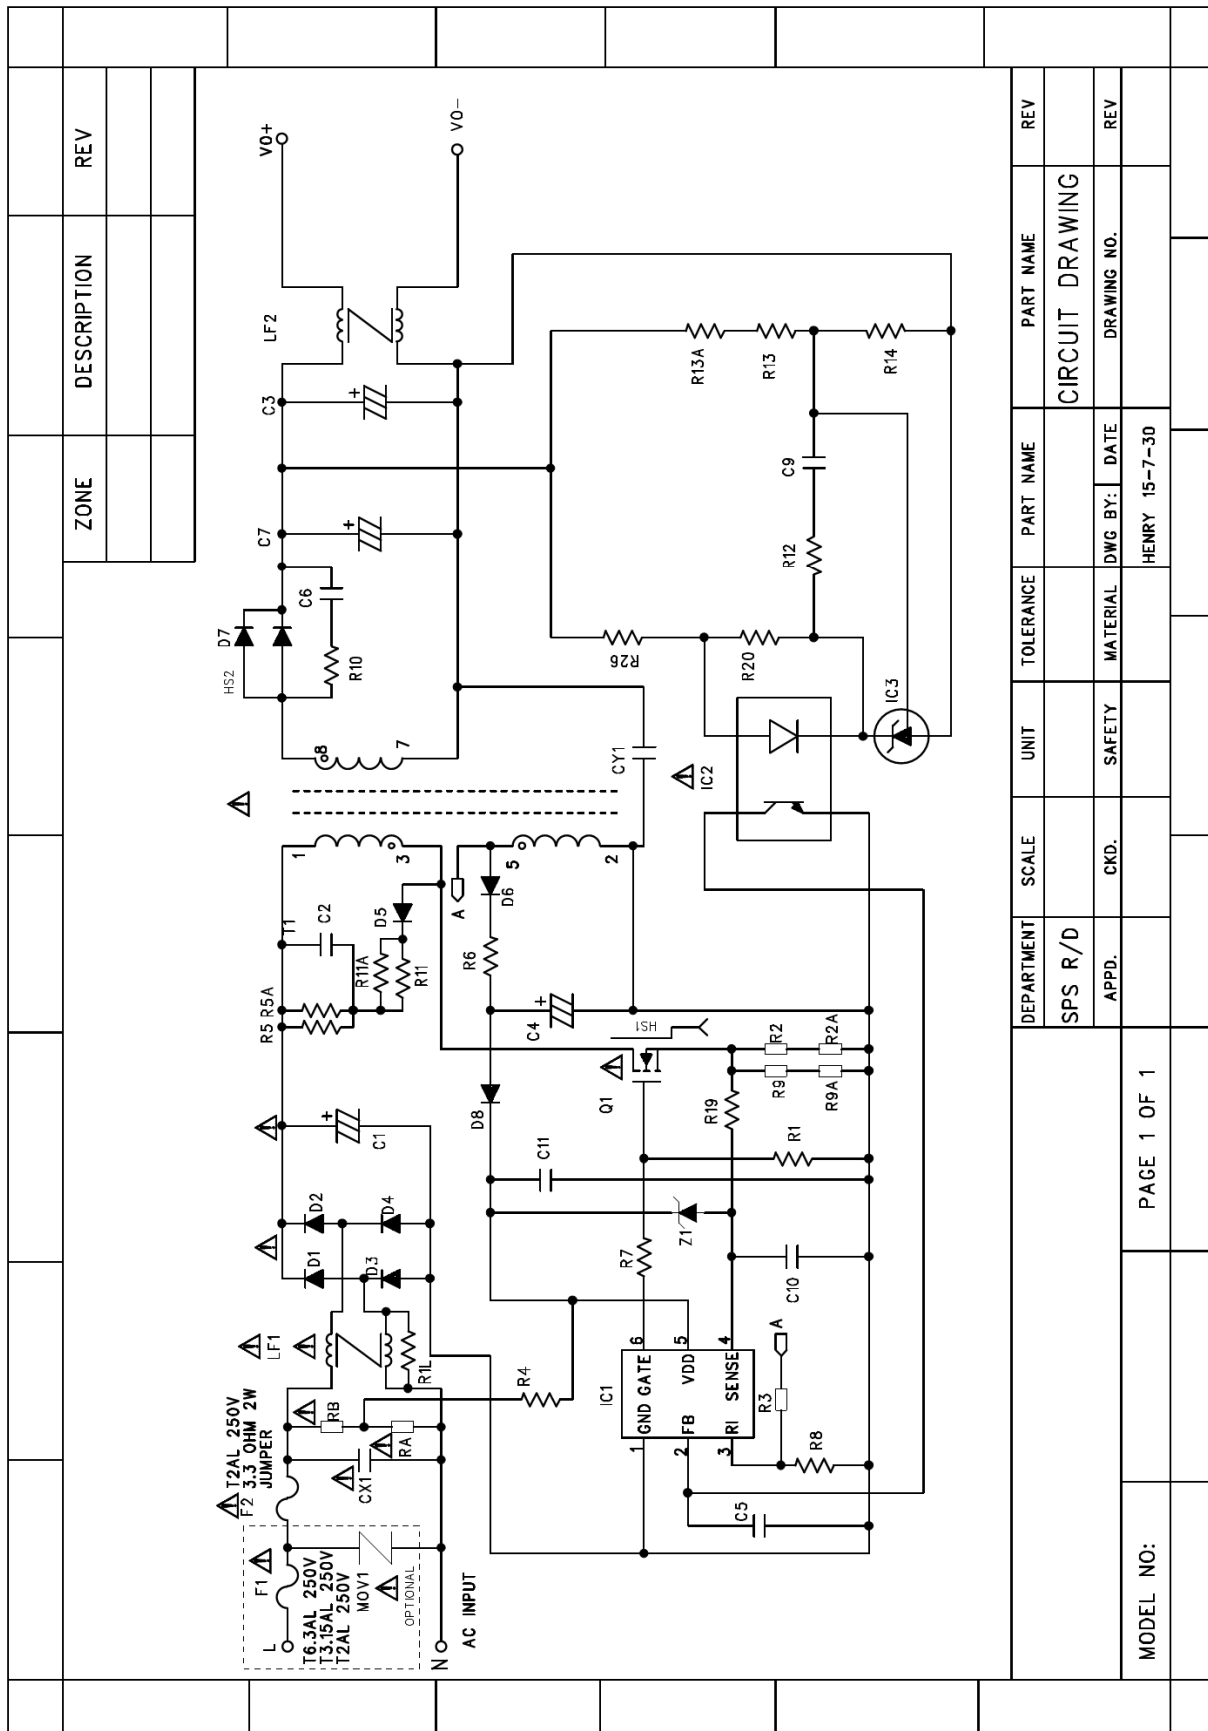 ZONE
DESCRIPTION
REV
L
F1
T6.3AL 250V
T3.15AL 250V
T2AL 250V
MOV1
OPTIONAL
N
AC INPUT
F2
T2AL 250V
3.3 OHM 2W
JUMPER
CX1
RB
RA
LF1
R1L
D1
D2
D3
D4
C1
R5
R5A
T1
C2
R11A
R11
D5
1
3
A
5
2
D6
R6
C4
D8
C11
R4
HS2
D7
R10
C6
8
7
CY1
C7
C3
LF2
VO+
VO-
Q1
HS1
R7
Z1
R19
R1
R2
R2A
R9
R9A
C10
IC1
GND
GATE
FB
VDD
RI
SENSE
1
2
3
6
5
4
R3
A
R8
C5
IC2
IC3
R26
R20
R12
C9
R13A
R13
R14
MODEL NO:
PAGE 1 OF 1
DEPARTMENT
SCALE
UNIT
TOLERANCE
PART NAME
PART NAME
REV
SPS R/D
CIRCUIT DRAWING
APPD.
CKD.
SAFETY
MATERIAL
DWG BY:
DATE
DRAWING NO.
REV
HENRY 15-7-30